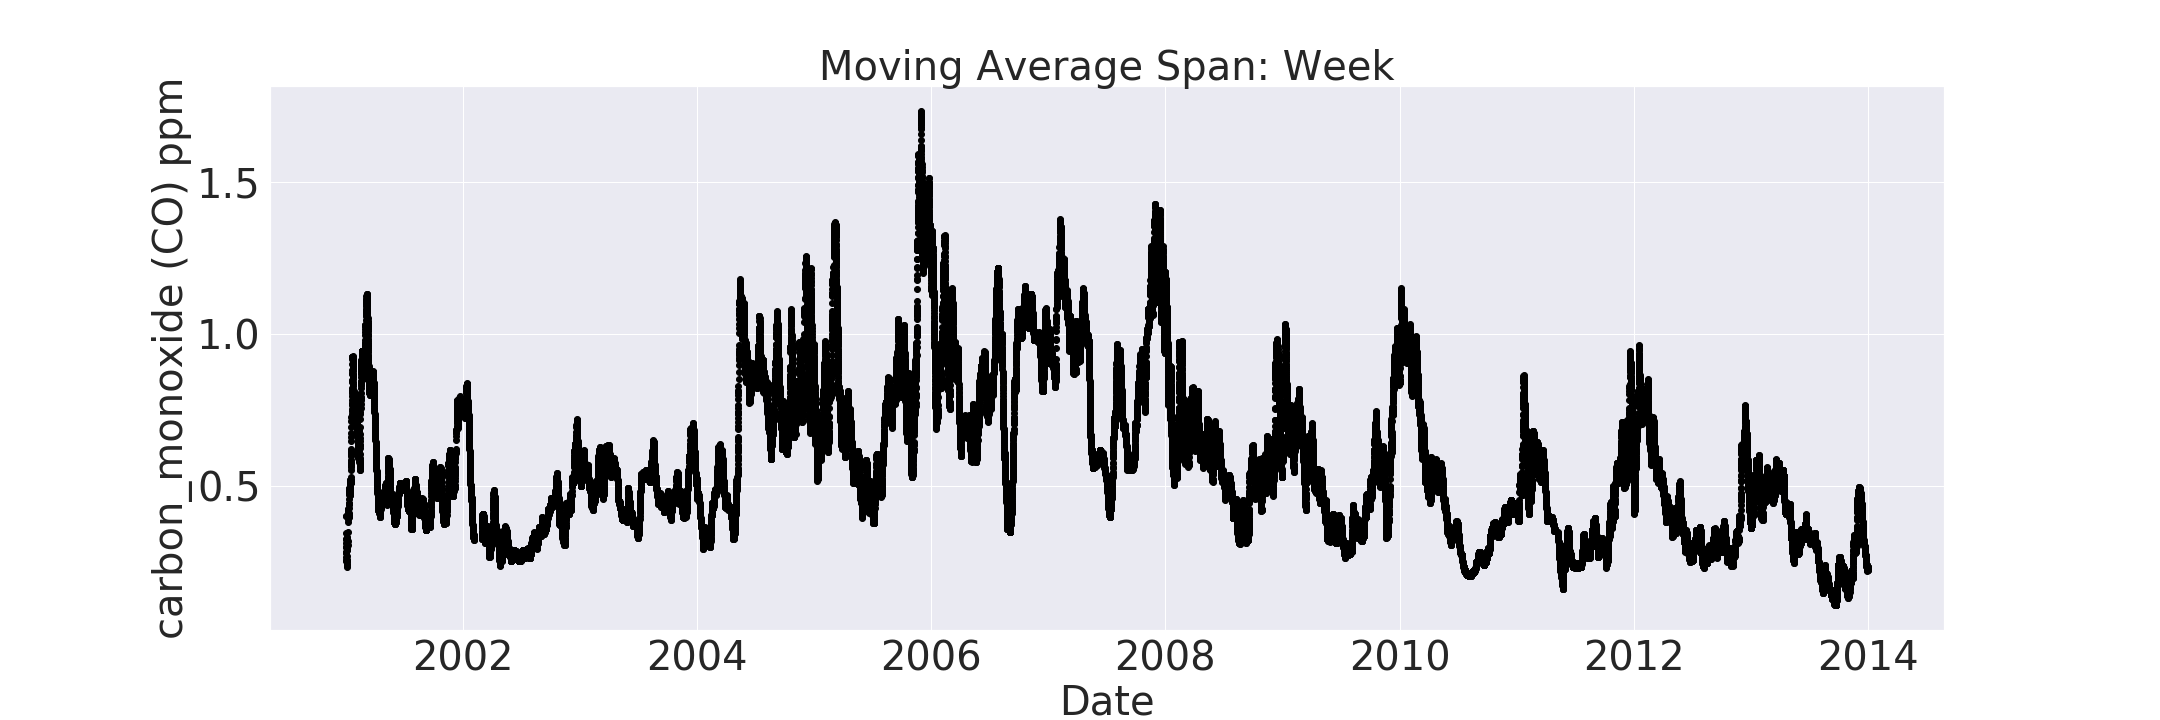 Moving Average Span: Week
carbon_monoxide (CO) ppm
1.5
1.0
0.5
2002 2004 2006 2008 2010 2012 2014
Date